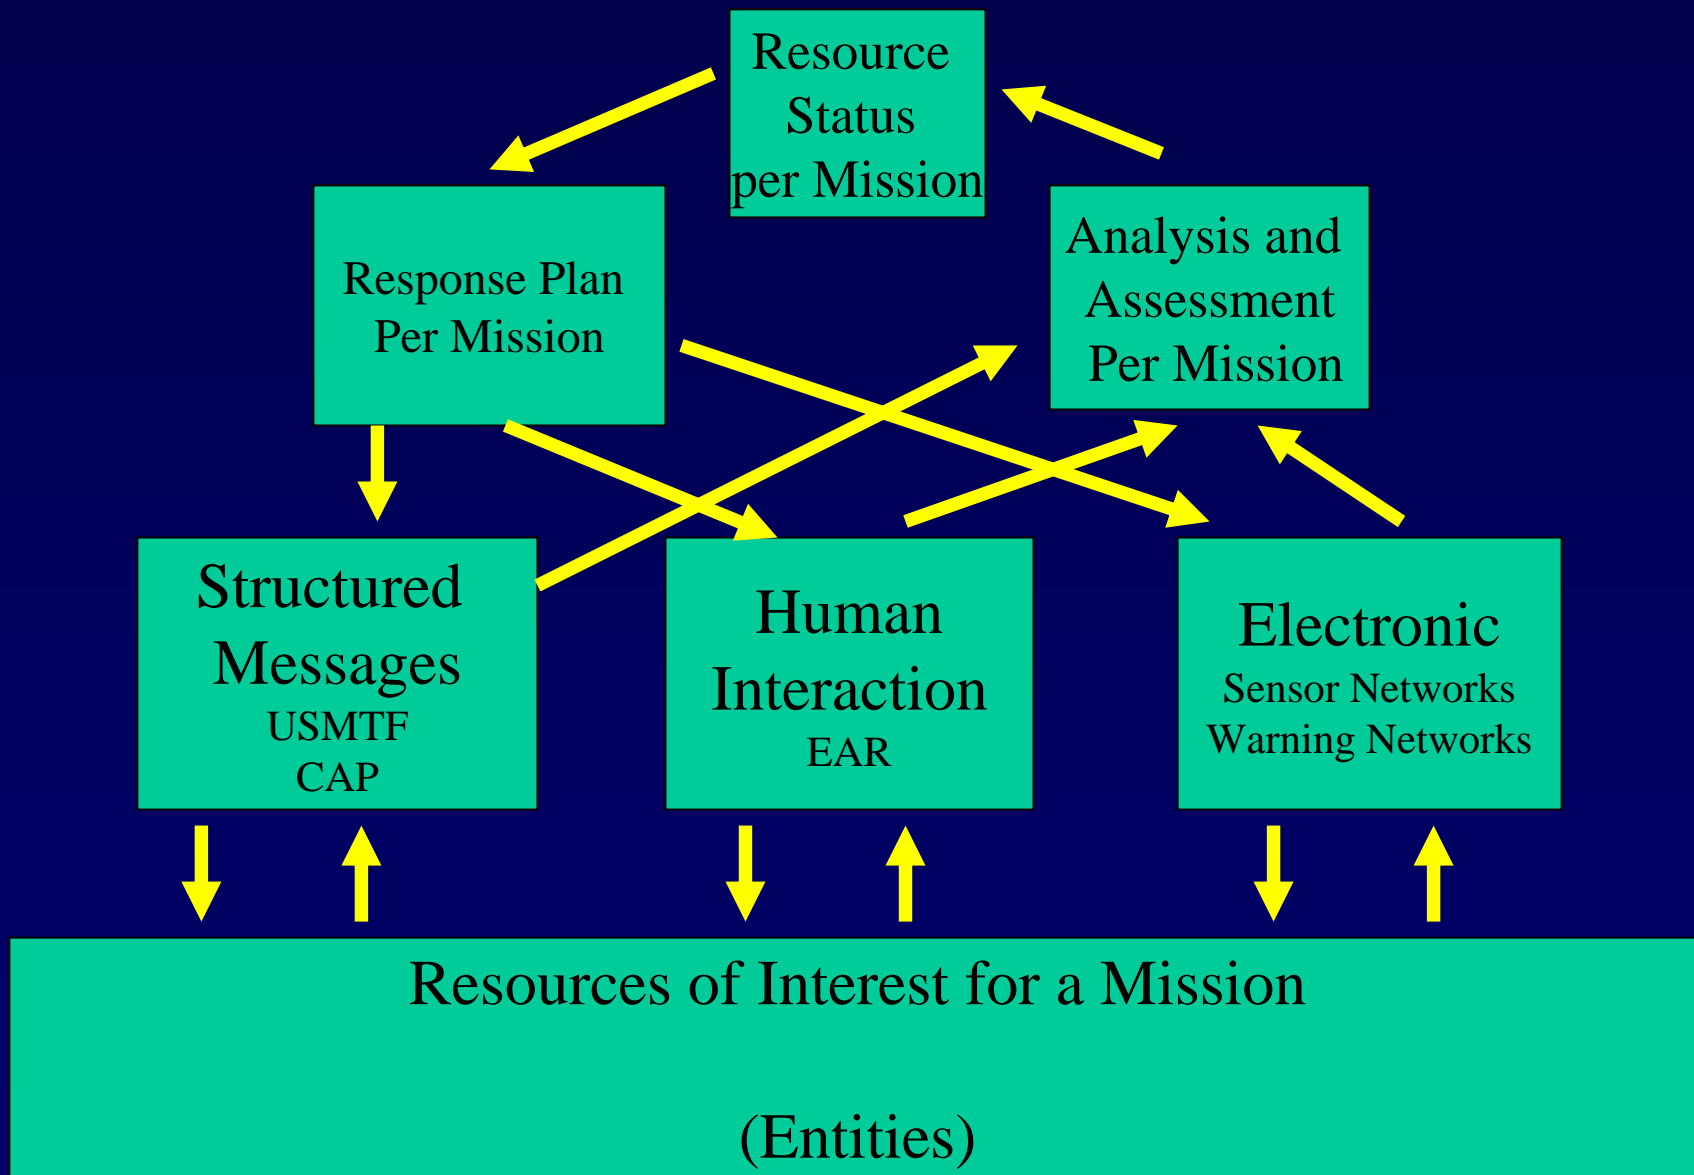 Resource
Status
per Mission
Response Plan
Per Mission
Analysis and
Assessment
Per Mission
Structured
Messages
USMTF
CAP
Human
Interaction
EAR
Electronic
Sensor Networks
Warning Networks
Resources of Interest for a Mission
(Entities)